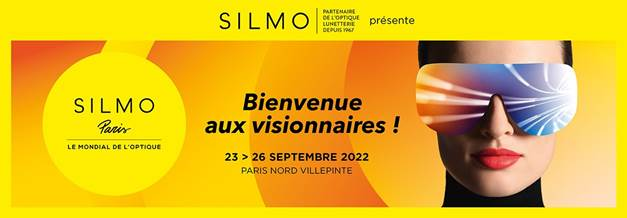 SILMO
PARTENAIRE
DE L'OPTIQUE
LUNETTERIE
DEPUIS 1967
présente
SILMO
Paris
LE MONDIAL DE L'OPTIQUE
Bienvenue
aux visionnaires !
23 > 26 SEPTEMBRE 2022
PARIS NORD VILLEPINTE